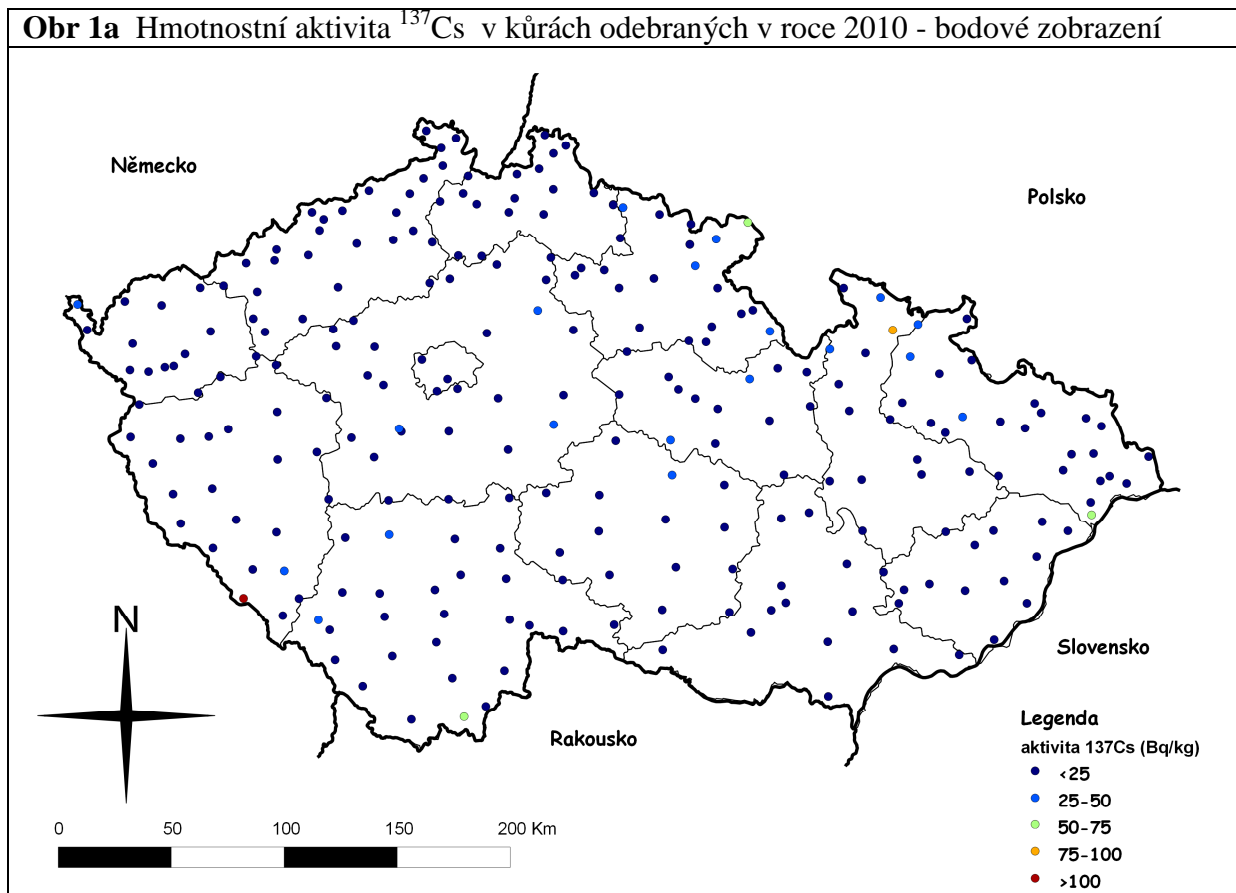 Obr 1a Hmotnostní aktivita ¹³⁷Cs v kůrách odebraných v roce 2010 - bodové zobrazení
Německo
Polsko
N
Slovensko
Rakousko
Legenda
aktivita 137Cs (Bq/kg)
<25
25-50
50-75
75-100
>100
0 50 100 150 200 Km